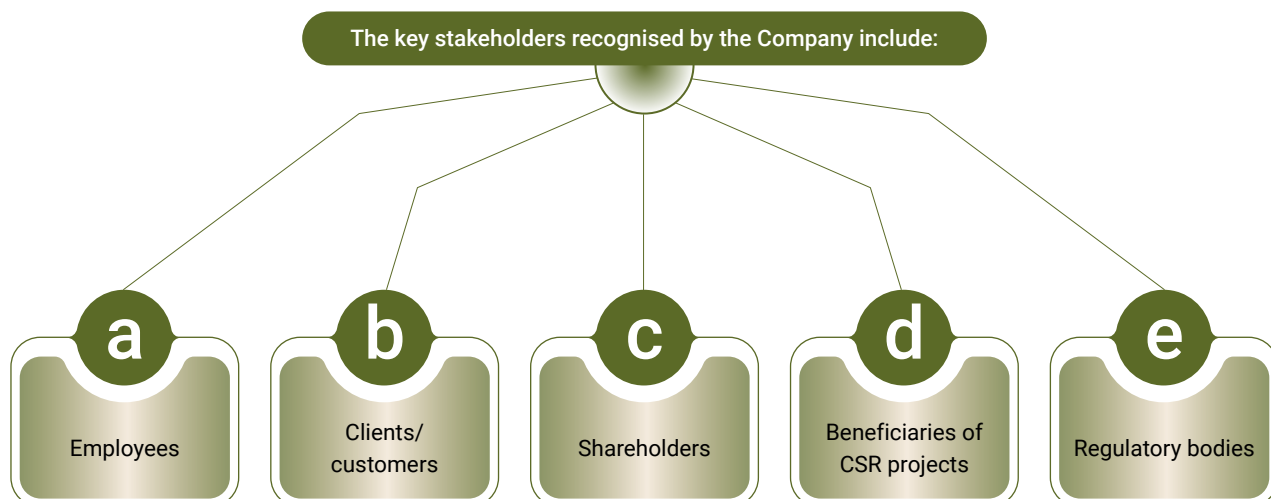 The key stakeholders recognised by the Company include:
a
Employees
b
Clients/
customers
c
Shareholders
d
Beneficiaries of
CSR projects
e
Regulatory bodies